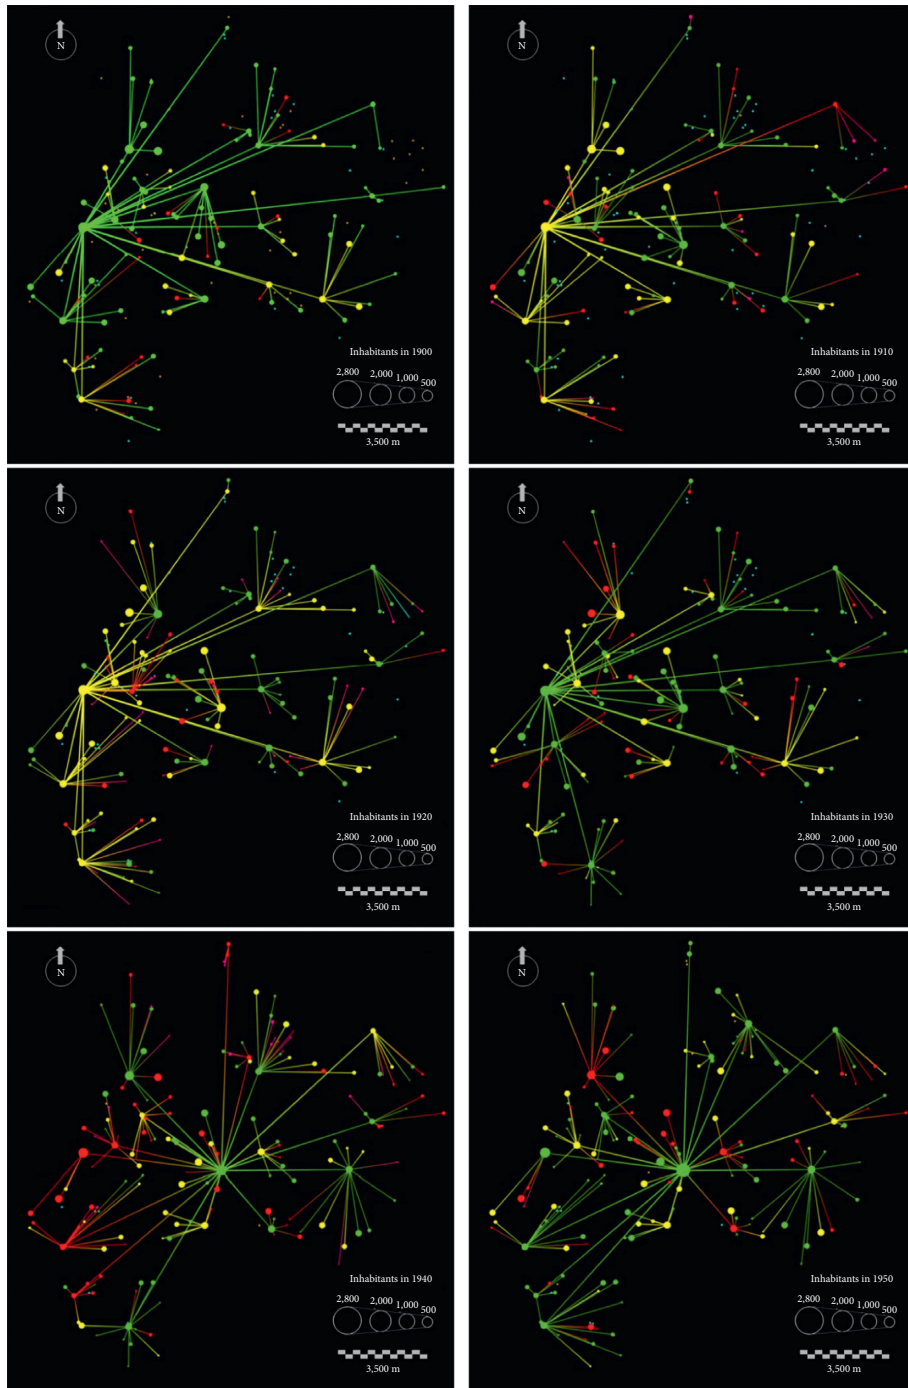 N
Inhabitants in 1900
2,800 2,000 1,000 500
3,500 m
N
Inhabitants in 1910
2,800 2,000 1,000 500
3,500 m
N
Inhabitants in 1920
2,800 2,000 1,000 500
3,500 m
N
Inhabitants in 1930
2,800 2,000 1,000 500
3,500 m
N
Inhabitants in 1940
2,800 2,000 1,000 500
3,500 m
N
Inhabitants in 1950
2,800 2,000 1,000 500
3,500 m